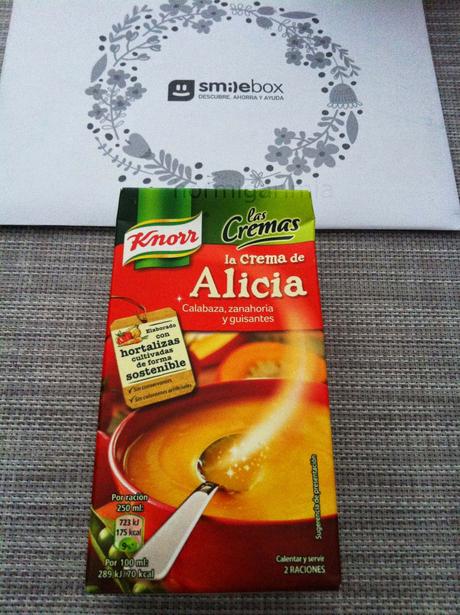 smilebox
DESCUBRE, AHORRA Y AYUDA
Knorr
las
Cremas
la crema de
Alicia
Calabaza, zanahoria
y guisantes
Elaborado
con
hortalizas
cultivadas
de forma
sostenible
✓ Sin conservantes
✓ Sin colorantes artificiales
Por ración
250 ml:
723 kJ
175 kcal
9%
Por 100 ml:
289 kJ/70 kcal
Sugerencia de presentación
Calentar y servir
2 RACIONES